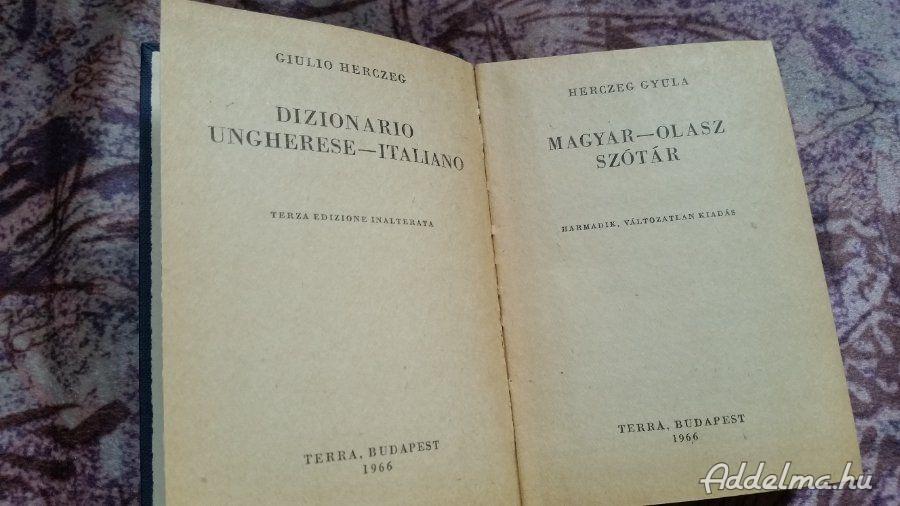 GIULIO HERCZEG
DIZIONARIO
UNGHERESE—ITALIANO
TERZA EDIZIONE INALTERATA
TERRA, BUDAPEST
1966
HERCZEG GYULA
MAGYAR—OLASZ
SZÓTÁR
HARMADIK, VÁLTOZATLAN KIADÁS
TERRA, BUDAPEST
1966
Addelma.hu